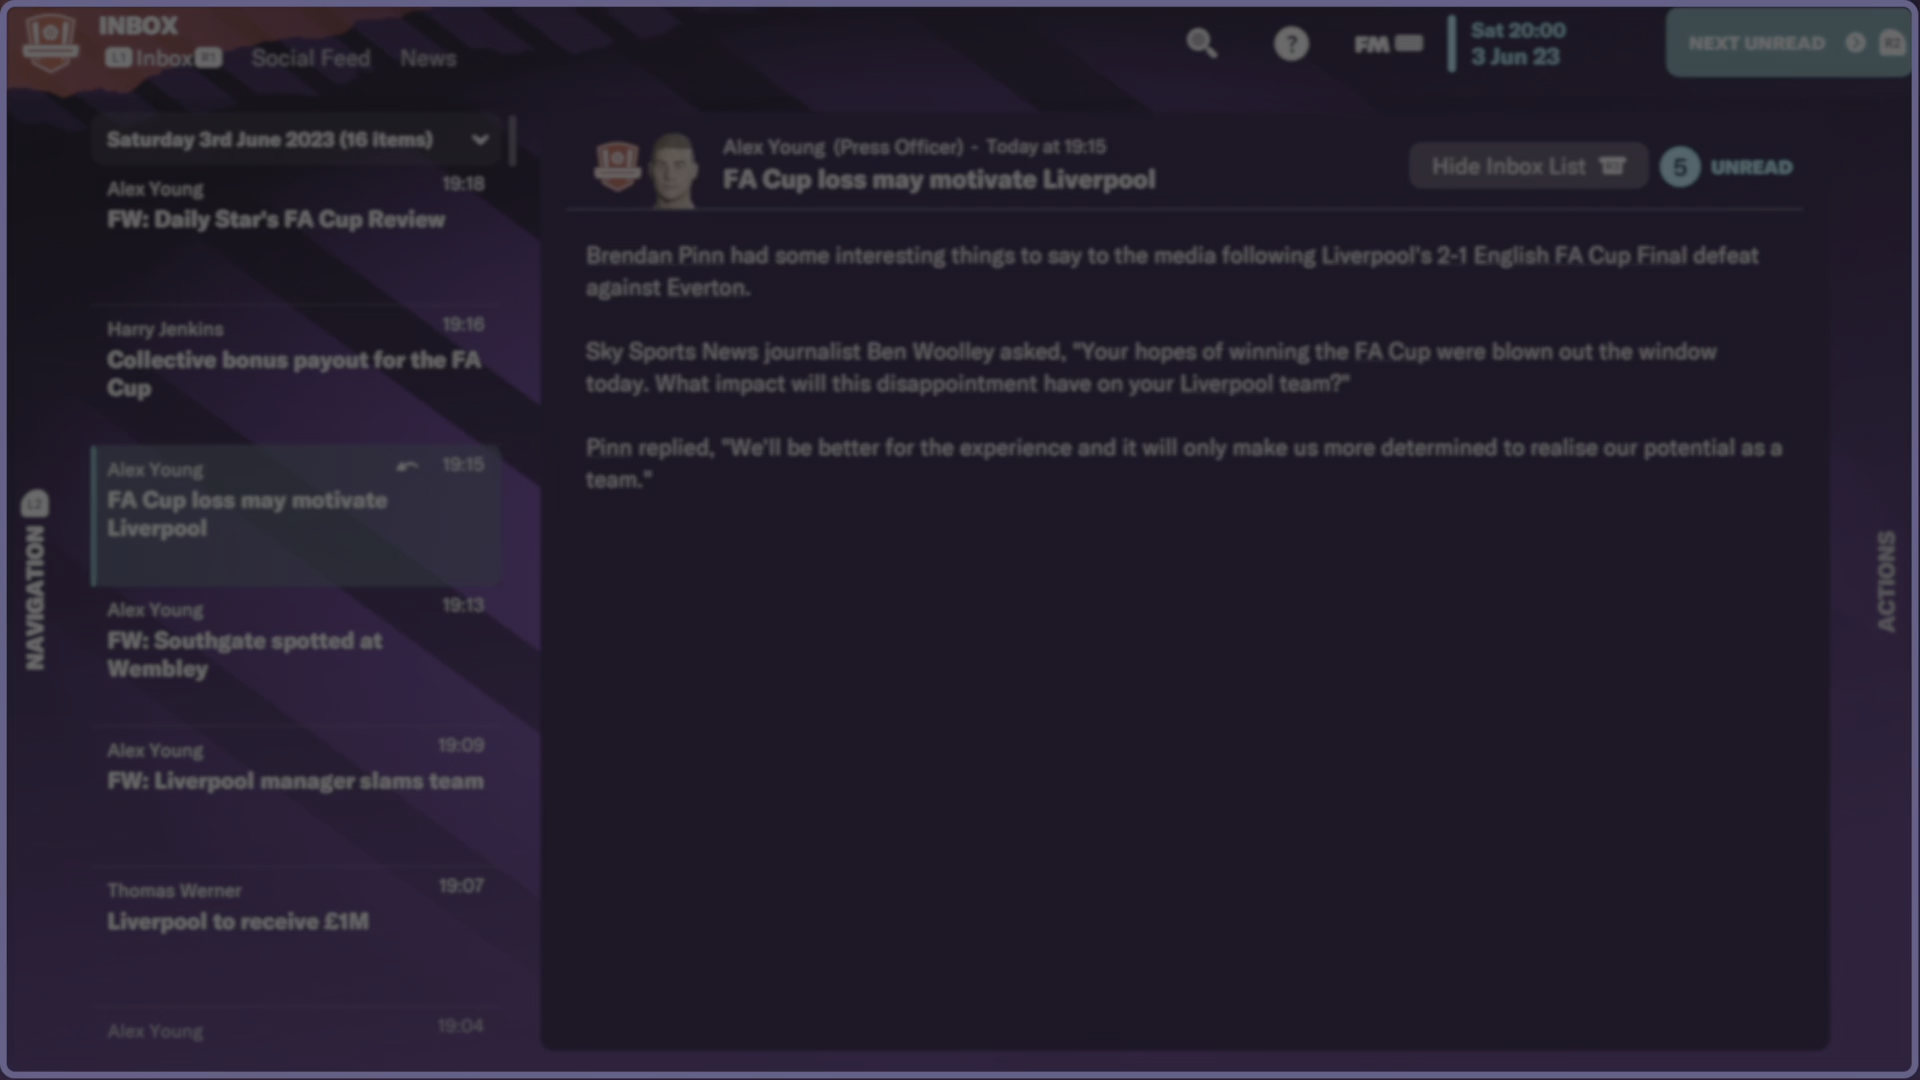 INBOX
L1 Inbox R1 Social Feed News
?
FM
Sat 20:00
3 Jun 23
NEXT UNREAD R2
Saturday 3rd June 2023 (16 items)
Alex Young 19:18
FW: Daily Star's FA Cup Review
Harry Jenkins 19:16
Collective bonus payout for the FA
Cup
Alex Young 19:15
FA Cup loss may motivate
Liverpool
Alex Young 19:13
FW: Southgate spotted at
Wembley
Alex Young 19:09
FW: Liverpool manager slams team
Thomas Werner 19:07
Liverpool to receive £1M
Alex Young 19:04
NAVIGATION L2
Alex Young (Press Officer) - Today at 19:15
FA Cup loss may motivate Liverpool
Hide Inbox List
5 UNREAD
Brendan Pinn had some interesting things to say to the media following Liverpool's 2-1 English FA Cup Final defeat
against Everton.
Sky Sports News journalist Ben Woolley asked, "Your hopes of winning the FA Cup were blown out the window
today. What impact will this disappointment have on your Liverpool team?"
Pinn replied, "We'll be better for the experience and it will only make us more determined to realise our potential as a
team."
ACTIONS